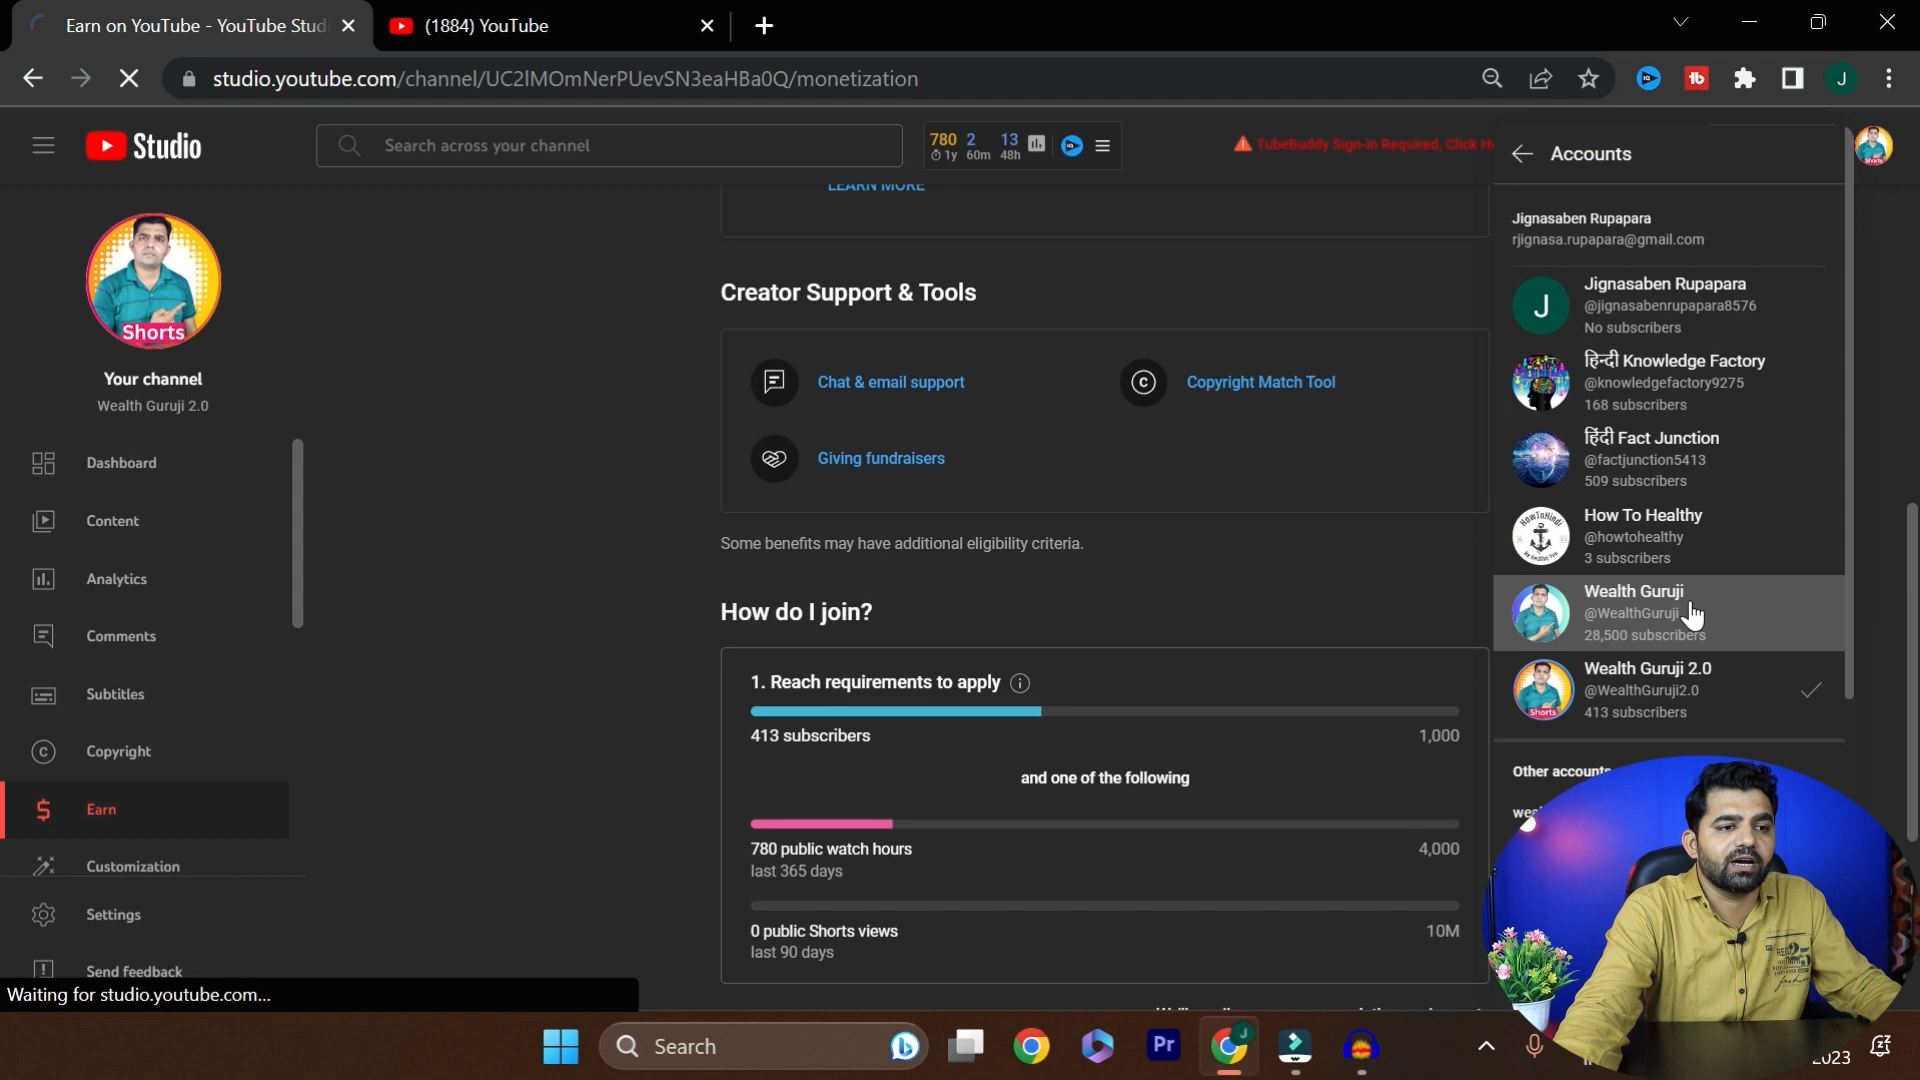 Earn on YouTube - YouTube Stud
(1884) YouTube
studio.youtube.com/channel/UC2IMOmNerPUevSN3eaHBa0Q/monetization
J
Studio
Search across your channel
780 2 13
1y 60m 48h
TubeBuddy Sign-In Required, Click H
Accounts
LEARN MORE
Jignasaben Rupapara
rjignasa.rupapara@gmail.com
J
Jignasaben Rupapara
@jignasabenrupapara8576
No subscribers
हिन्दी Knowledge Factory
@knowledgefactory9275
168 subscribers
हिंदी Fact Junction
@factjunction5413
509 subscribers
How To Healthy
@howtohealthy
3 subscribers
Wealth Guruji
@WealthGuruji
28,500 subscribers
Wealth Guruji 2.0
@WealthGuruji2.0
413 subscribers
Shorts
Other accounts
Shorts
Your channel
Wealth Guruji 2.0
Dashboard
Content
Analytics
Comments
Subtitles
Copyright
Earn
Customization
Settings
Send feedback
Creator Support & Tools
Chat & email support
Copyright Match Tool
Giving fundraisers
Some benefits may have additional eligibility criteria.
How do I join?
1. Reach requirements to apply
413 subscribers 1,000
and one of the following
780 public watch hours 4,000
last 365 days
0 public Shorts views 10M
last 90 days
Waiting for studio.youtube.com...
Search
Pr
J
2023